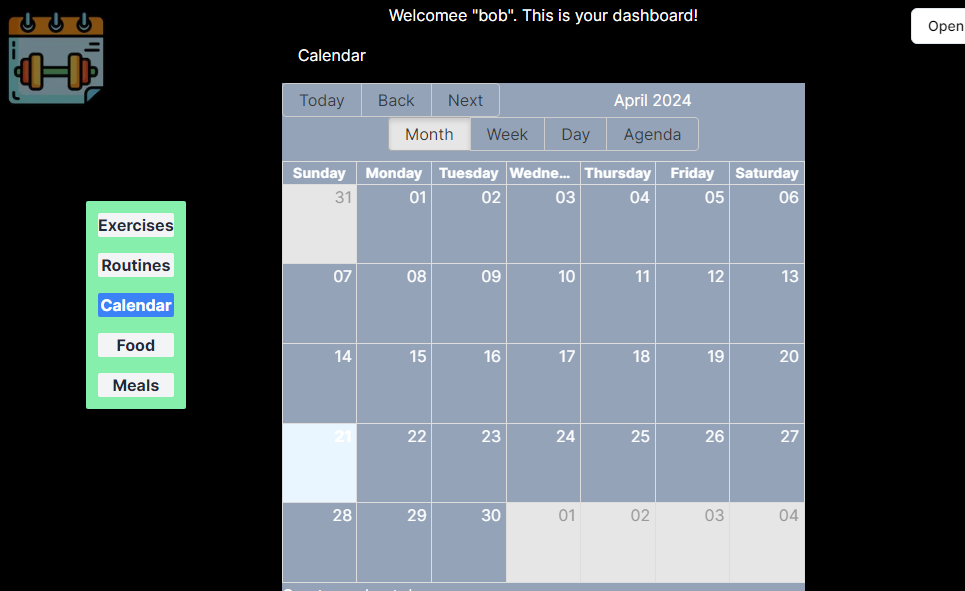 Welcomee "bob". This is your dashboard!
Open
Calendar
Today Back Next April 2024
Month Week Day Agenda
Sunday Monday Tuesday Wedne... Thursday Friday Saturday
31 01 02 03 04 05 06
07 08 09 10 11 12 13
14 15 16 17 18 19 20
21 22 23 24 25 26 27
28 29 30 01 02 03 04
Exercises
Routines
Calendar
Food
Meals